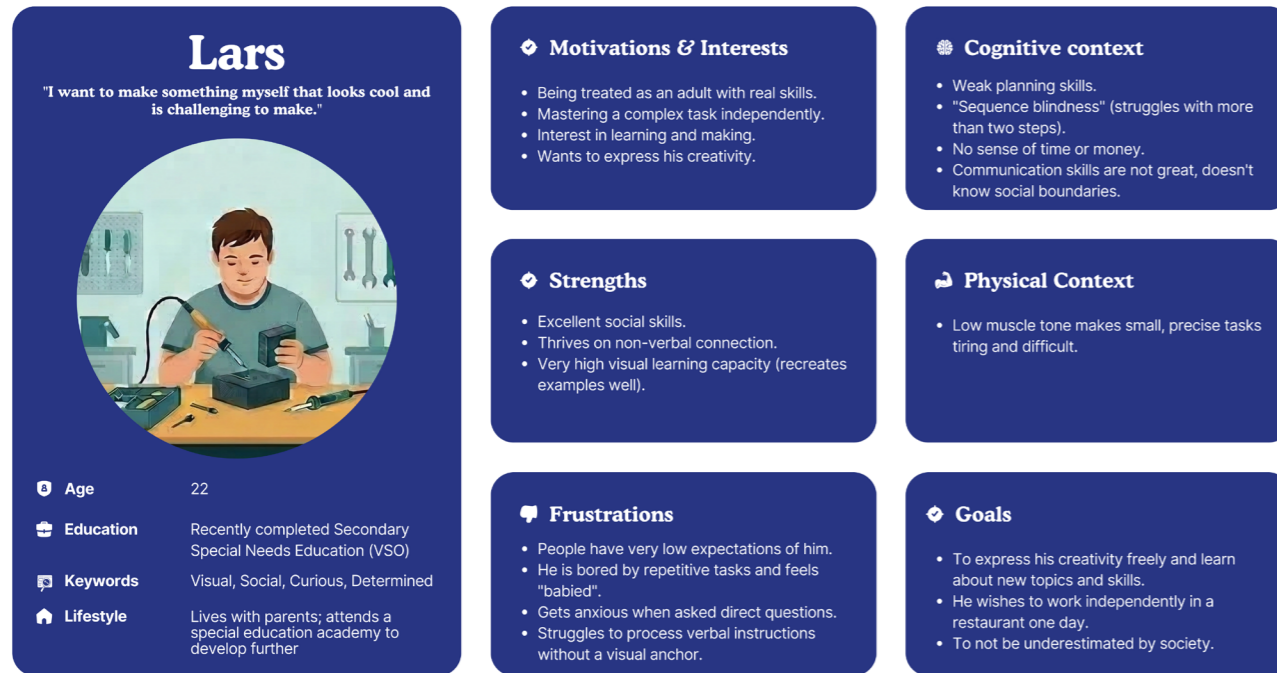 Lars
"I want to make something myself that looks cool and
is challenging to make."
Age 22
Education Recently completed Secondary
Special Needs Education (VSO)
Keywords Visual, Social, Curious, Determined
Lifestyle Lives with parents; attends a
special education academy to
develop further
Motivations & Interests
• Being treated as an adult with real skills.
• Mastering a complex task independently.
• Interest in learning and making.
• Wants to express his creativity.
Cognitive context
• Weak planning skills.
• "Sequence blindness" (struggles with more
than two steps).
• No sense of time or money.
• Communication skills are not great, doesn't
know social boundaries.
Strengths
• Excellent social skills.
• Thrives on non-verbal connection.
• Very high visual learning capacity (recreates
examples well).
Physical Context
• Low muscle tone makes small, precise tasks
tiring and difficult.
Frustrations
• People have very low expectations of him.
• He is bored by repetitive tasks and feels
"babied".
• Gets anxious when asked direct questions.
• Struggles to process verbal instructions
without a visual anchor.
Goals
• To express his creativity freely and learn
about new topics and skills.
• He wishes to work independently in a
restaurant one day.
• To not be underestimated by society.